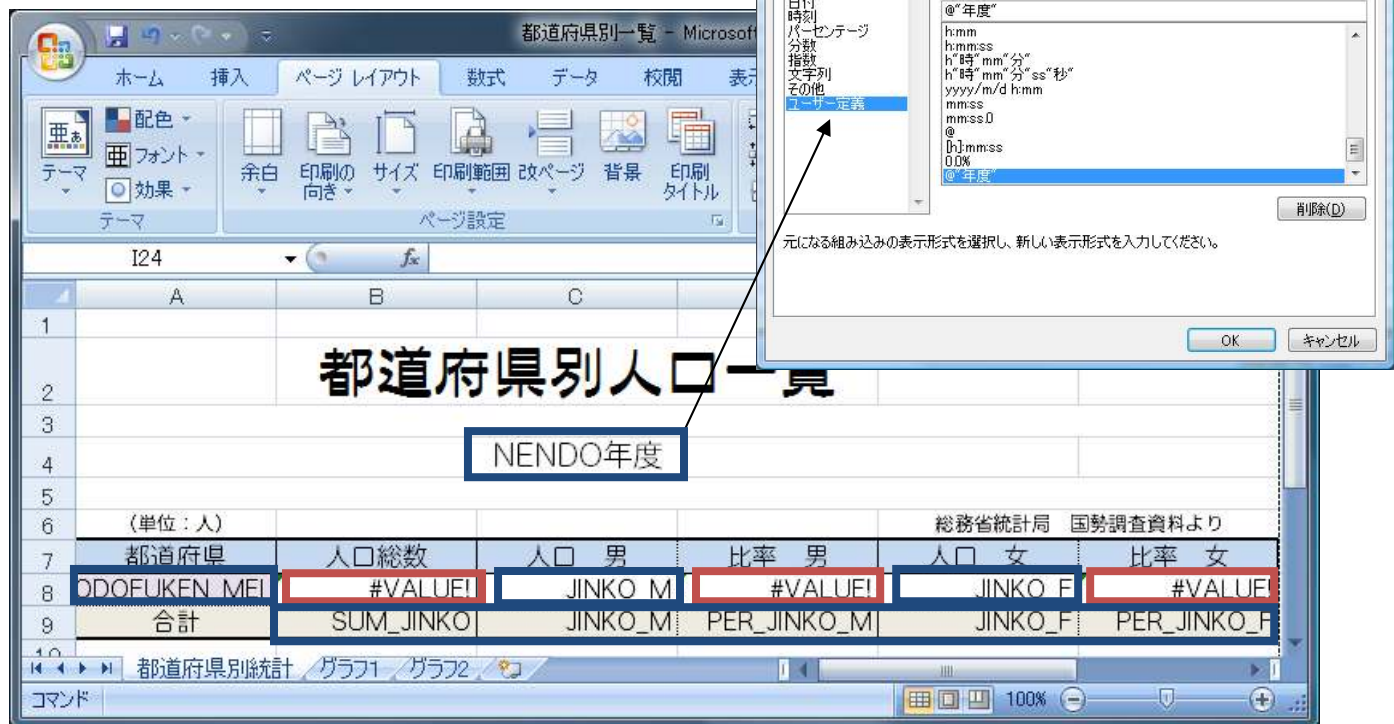 都道府県別一覧 - Microsoft
ホーム 挿入 ページ レイアウト 数式 データ 校閲
テーマ
配色
フォント
効果
余白
印刷の
向き
サイズ
印刷範囲
改ページ
背景
印刷
タイトル
テーマ
ページ設定
日付
時刻
パーセンテージ
分数
指数
文字列
その他
ユーザー定義
@"年度"
h:mm
h:mm:ss
h"時"mm"分"
h"時"mm"分"ss"秒"
yyyy/m/d h:mm
mm:ss
mm:ss.0
@
[h]:mm:ss
0.0%
@"年度"
削除(D)
元になる組み込みの表示形式を選択し、新しい表示形式を入力してください。
OK キャンセル
I24 fx
A B C
1
2 都道府県別人口一覧
3
4 NENDO年度
5
6 (単位：人) 総務省統計局 国勢調査資料より
7 都道府県 人口総数 人口 男 比率 男 人口 女 比率 女
8 ODOFUKEN_MEI #VALUE! JINKO_M #VALUE! JINKO_F #VALUE!
9 合計 SUM_JINKO JINKO_M PER_JINKO_M JINKO_F PER_JINKO_F
10
都道府県別統計 グラフ1 グラフ2
コマンド 100%